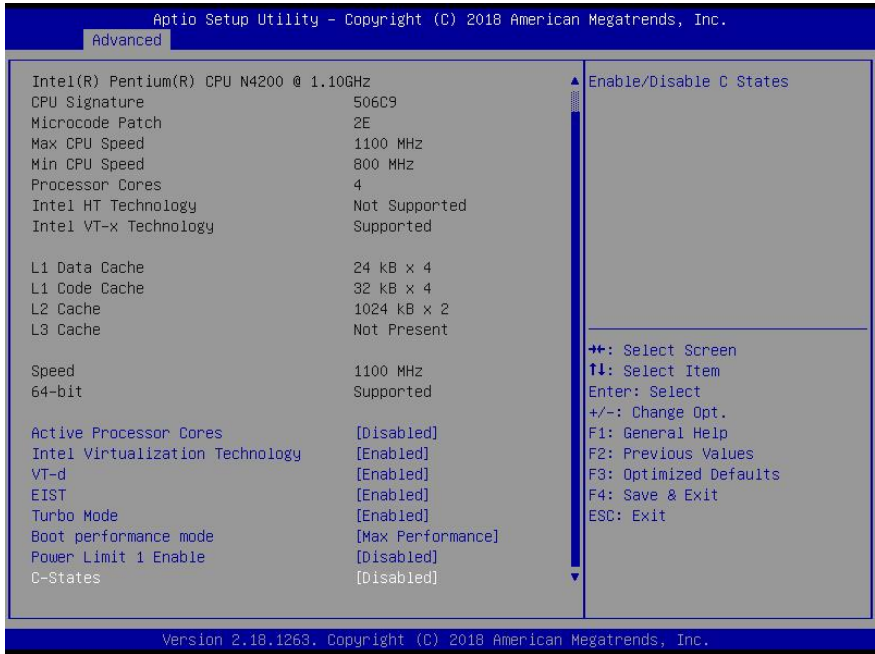 Aptio Setup Utility – Copyright (C) 2018 American Megatrends, Inc.
Advanced
Intel(R) Pentium(R) CPU N4200 @ 1.10GHz
CPU Signature 506C9
Microcode Patch 2E
Max CPU Speed 1100 MHz
Min CPU Speed 800 MHz
Processor Cores 4
Intel HT Technology Not Supported
Intel VT-x Technology Supported
L1 Data Cache 24 kB x 4
L1 Code Cache 32 kB x 4
L2 Cache 1024 kB x 2
L3 Cache Not Present
Speed 1100 MHz
64-bit Supported
Active Processor Cores [Disabled]
Intel Virtualization Technology [Enabled]
VT-d [Enabled]
EIST [Enabled]
Turbo Mode [Enabled]
Boot performance mode [Max Performance]
Power Limit 1 Enable [Disabled]
C-States [Disabled]
Enable/Disable C States
→←: Select Screen
↑↓: Select Item
Enter: Select
+/-: Change Opt.
F1: General Help
F2: Previous Values
F3: Optimized Defaults
F4: Save & Exit
ESC: Exit
Version 2.18.1263. Copyright (C) 2018 American Megatrends, Inc.